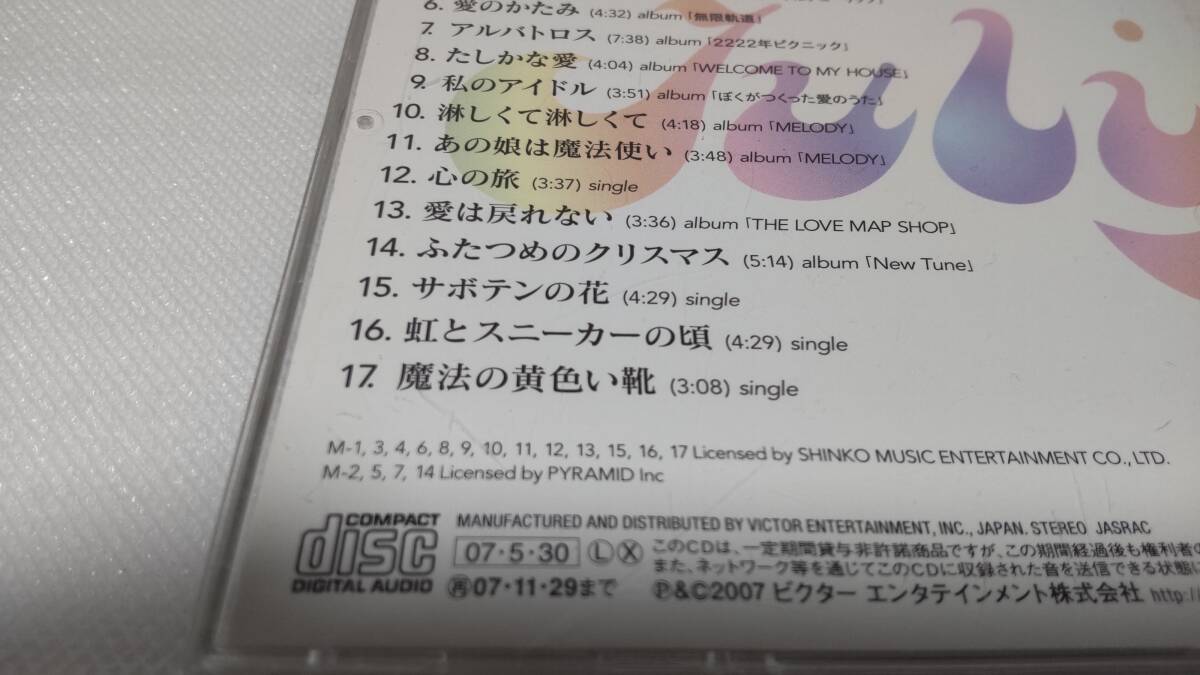 6. 愛のかたみ (4:32) album「無限軌道」
7. アルバトロス (7:38) album「2222年ピクニック」
8. たしかな愛 (4:04) album「WELCOME TO MY HOUSE」
9. 私のアイドル (3:51) album「ぼくがつくった愛のうた」
10. 淋しくて淋しくて (4:18) album「MELODY」
11. あの娘は魔法使い (3:48) album「MELODY」
12. 心の旅 (3:37) single
13. 愛は戻れない (3:36) album「THE LOVE MAP SHOP」
14. ふたつめのクリスマス (5:14) album「New Tune」
15. サボテンの花 (4:29) single
16. 虹とスニーカーの頃 (4:29) single
17. 魔法の黄色い靴 (3:08) single
M-1, 3, 4, 6, 8, 9, 10, 11, 12, 13, 15, 16, 17 Licensed by SHINKO MUSIC ENTERTAINMENT CO., LTD.
M-2, 5, 7, 14 Licensed by PYRAMID Inc
COMPACT disc DIGITAL AUDIO
MANUFACTURED AND DISTRIBUTED BY VICTOR ENTERTAINMENT, INC., JAPAN. STEREO JASRAC
07・5・30 Ⓛ Ⓧ このCDは、一定期間貸与非許諾商品ですが、この期間経過後も権利者の
また、ネットワーク等を通じてこのCDに収録された音を送信できる状態に
㋐07・11・29まで ℗&©2007 ビクター エンタテインメント株式会社 http://